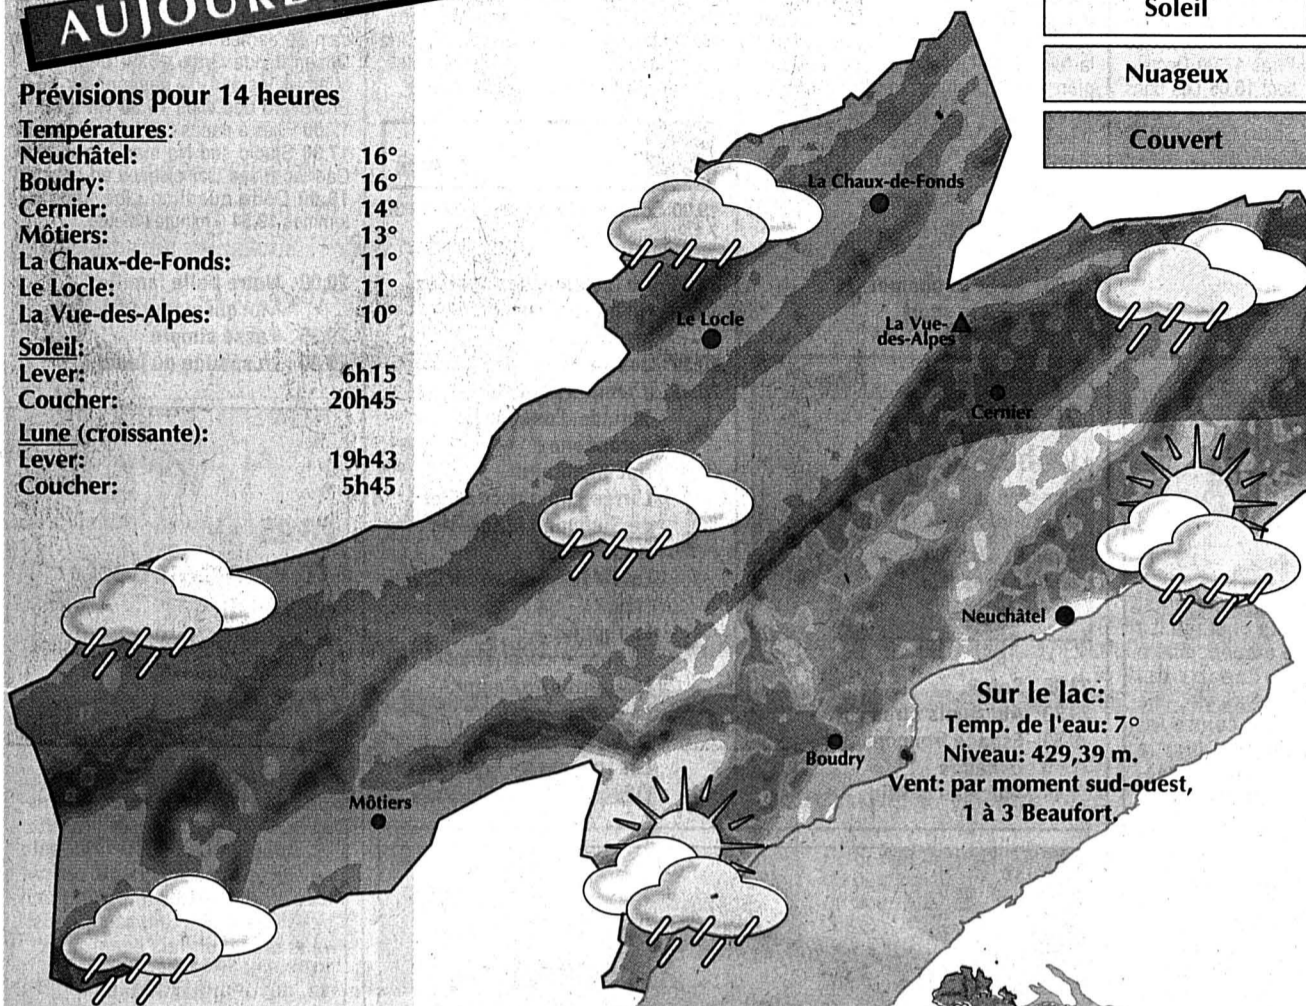 AUJOURD
Prévisions pour 14 heures
Températures:
Neuchâtel: 16°
Boudry: 16°
Cernier: 14°
Môtiers: 13°
La Chaux-de-Fonds: 11°
Le Locle: 11°
La Vue-des-Alpes: 10°
Soleil:
Lever: 6h15
Coucher: 20h45
Lune (croissante):
Lever: 19h43
Coucher: 5h45
Soleil
Nuageux
Couvert
La Chaux-de-Fonds
Le Locle
La Vue-
des-Alpes
Cernier
Neuchâtel
Boudry
Môtiers
Sur le lac:
Temp. de l'eau: 7°
Niveau: 429,39 m.
Vent: par moment sud-ouest,
1 à 3 Beaufort.